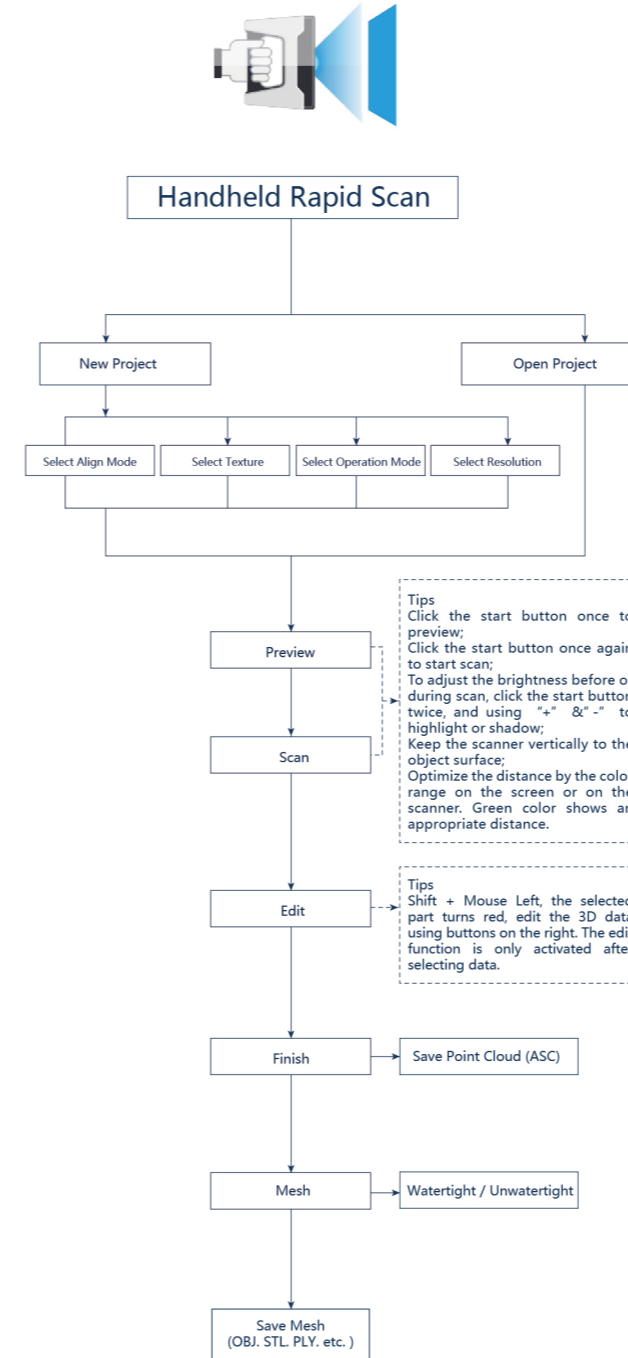 Handheld Rapid Scan
New Project
Open Project
Select Align Mode
Select Texture
Select Operation Mode
Select Resolution
Tips
Click the start button once to
preview;
Click the start button once again
to start scan;
To adjust the brightness before or
during scan, click the start button
twice, and using "+" &"-" to
highlight or shadow;
Keep the scanner vertically to the
object surface;
Optimize the distance by the color
range on the screen or on the
scanner. Green color shows an
appropriate distance.
Preview
Scan
Tips
Shift + Mouse Left, the selected
part turns red, edit the 3D data
using buttons on the right. The edit
function is only activated after
selecting data.
Edit
Finish
Save Point Cloud (ASC)
Mesh
Watertight / Unwatertight
Save Mesh
(OBJ. STL. PLY. etc. )